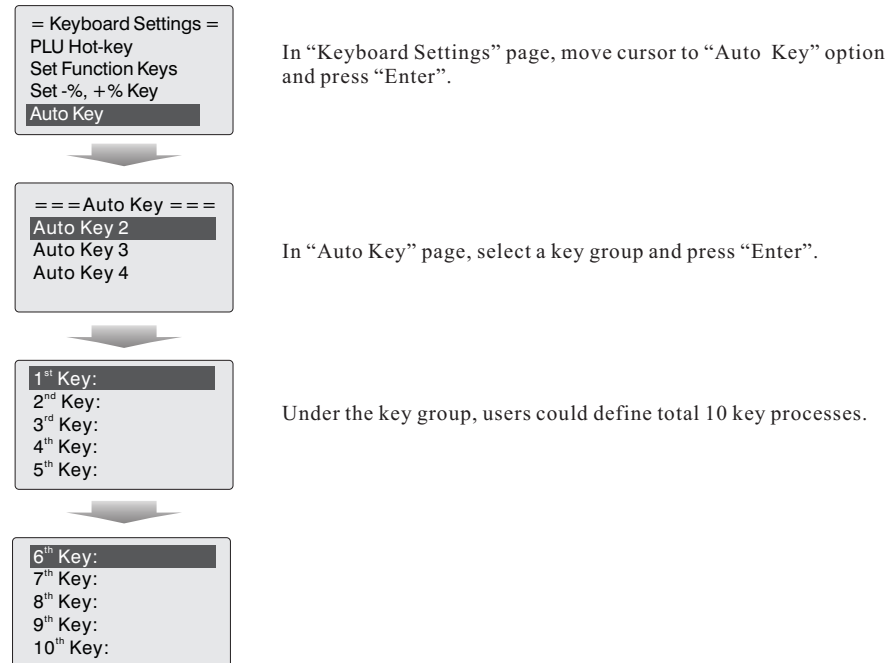 = Keyboard Settings =
PLU Hot-key
Set Function Keys
Set -%, +% Key
Auto Key
In “Keyboard Settings” page, move cursor to “Auto Key” option
and press “Enter”.
===Auto Key ===
Auto Key 2
Auto Key 3
Auto Key 4
In “Auto Key” page, select a key group and press “Enter”.
1st Key:
2nd Key:
3rd Key:
4th Key:
5th Key:
Under the key group, users could define total 10 key processes.
6th Key:
7th Key:
8th Key:
9th Key:
10th Key: